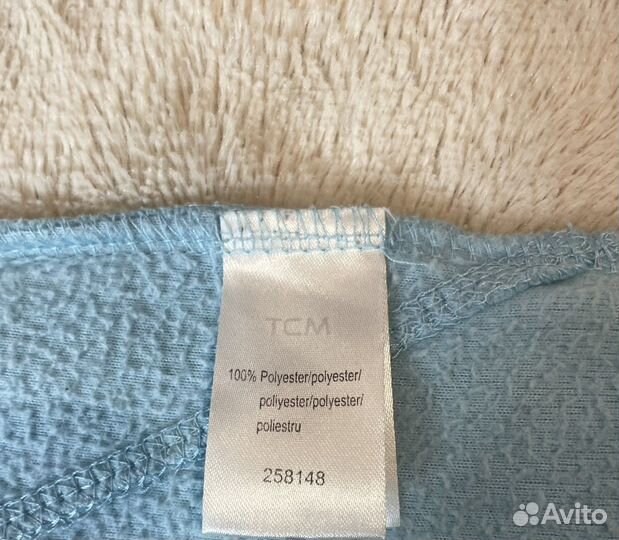 TCM
100% Polyester/polyester/
poliyester/polyester/
poliestru
258148
Avito